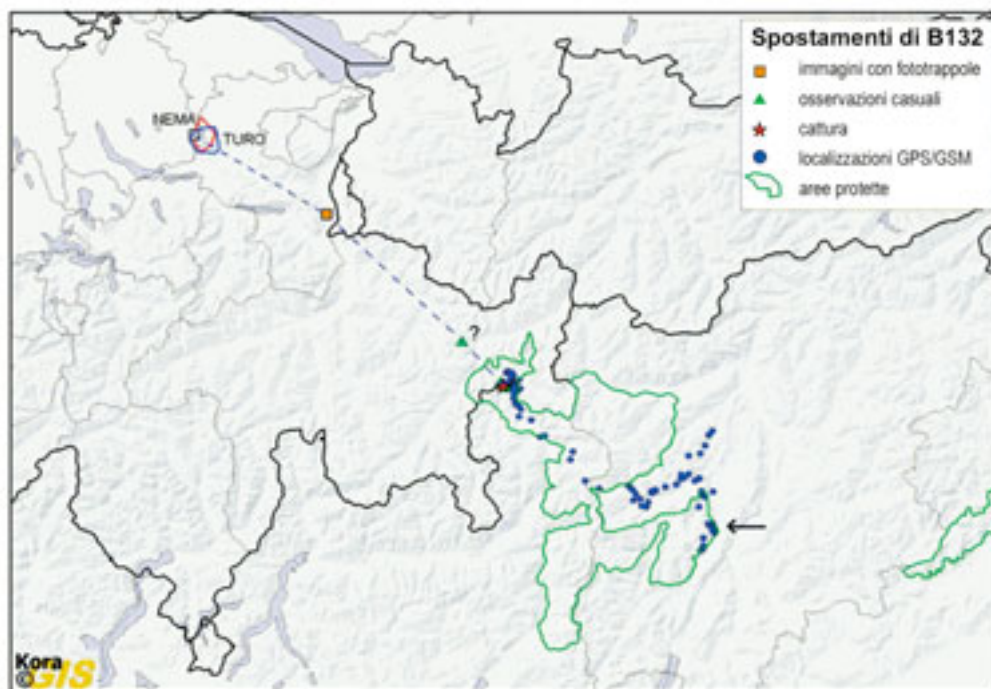 Spostamenti di B132
immagini con fototrappole
osservazioni casuali
cattura
localizzazioni GPS/GSM
aree protette
NEMA
TURO
?
Kora
©GIS